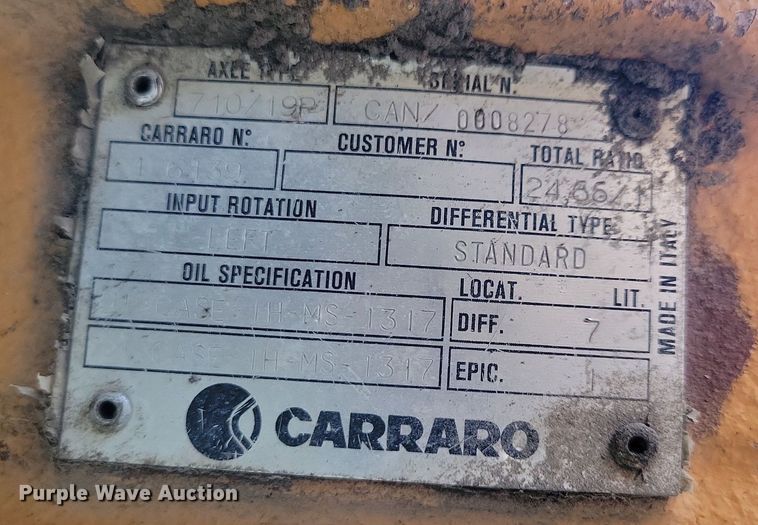 AXLE TYPE SERIAL N.
710/19P CAN/ 0008278
CARRARO N° CUSTOMER N° TOTAL RATIO
24,66/1
INPUT ROTATION DIFFERENTIAL TYPE
LEFT STANDARD
OIL SPECIFICATION LOCAT. LIT.
CASE IH-MS-1317 DIFF. 7
CASE IH-MS-1317 EPIC. 1
MADE IN ITALY
CARRARO
Purple Wave Auction